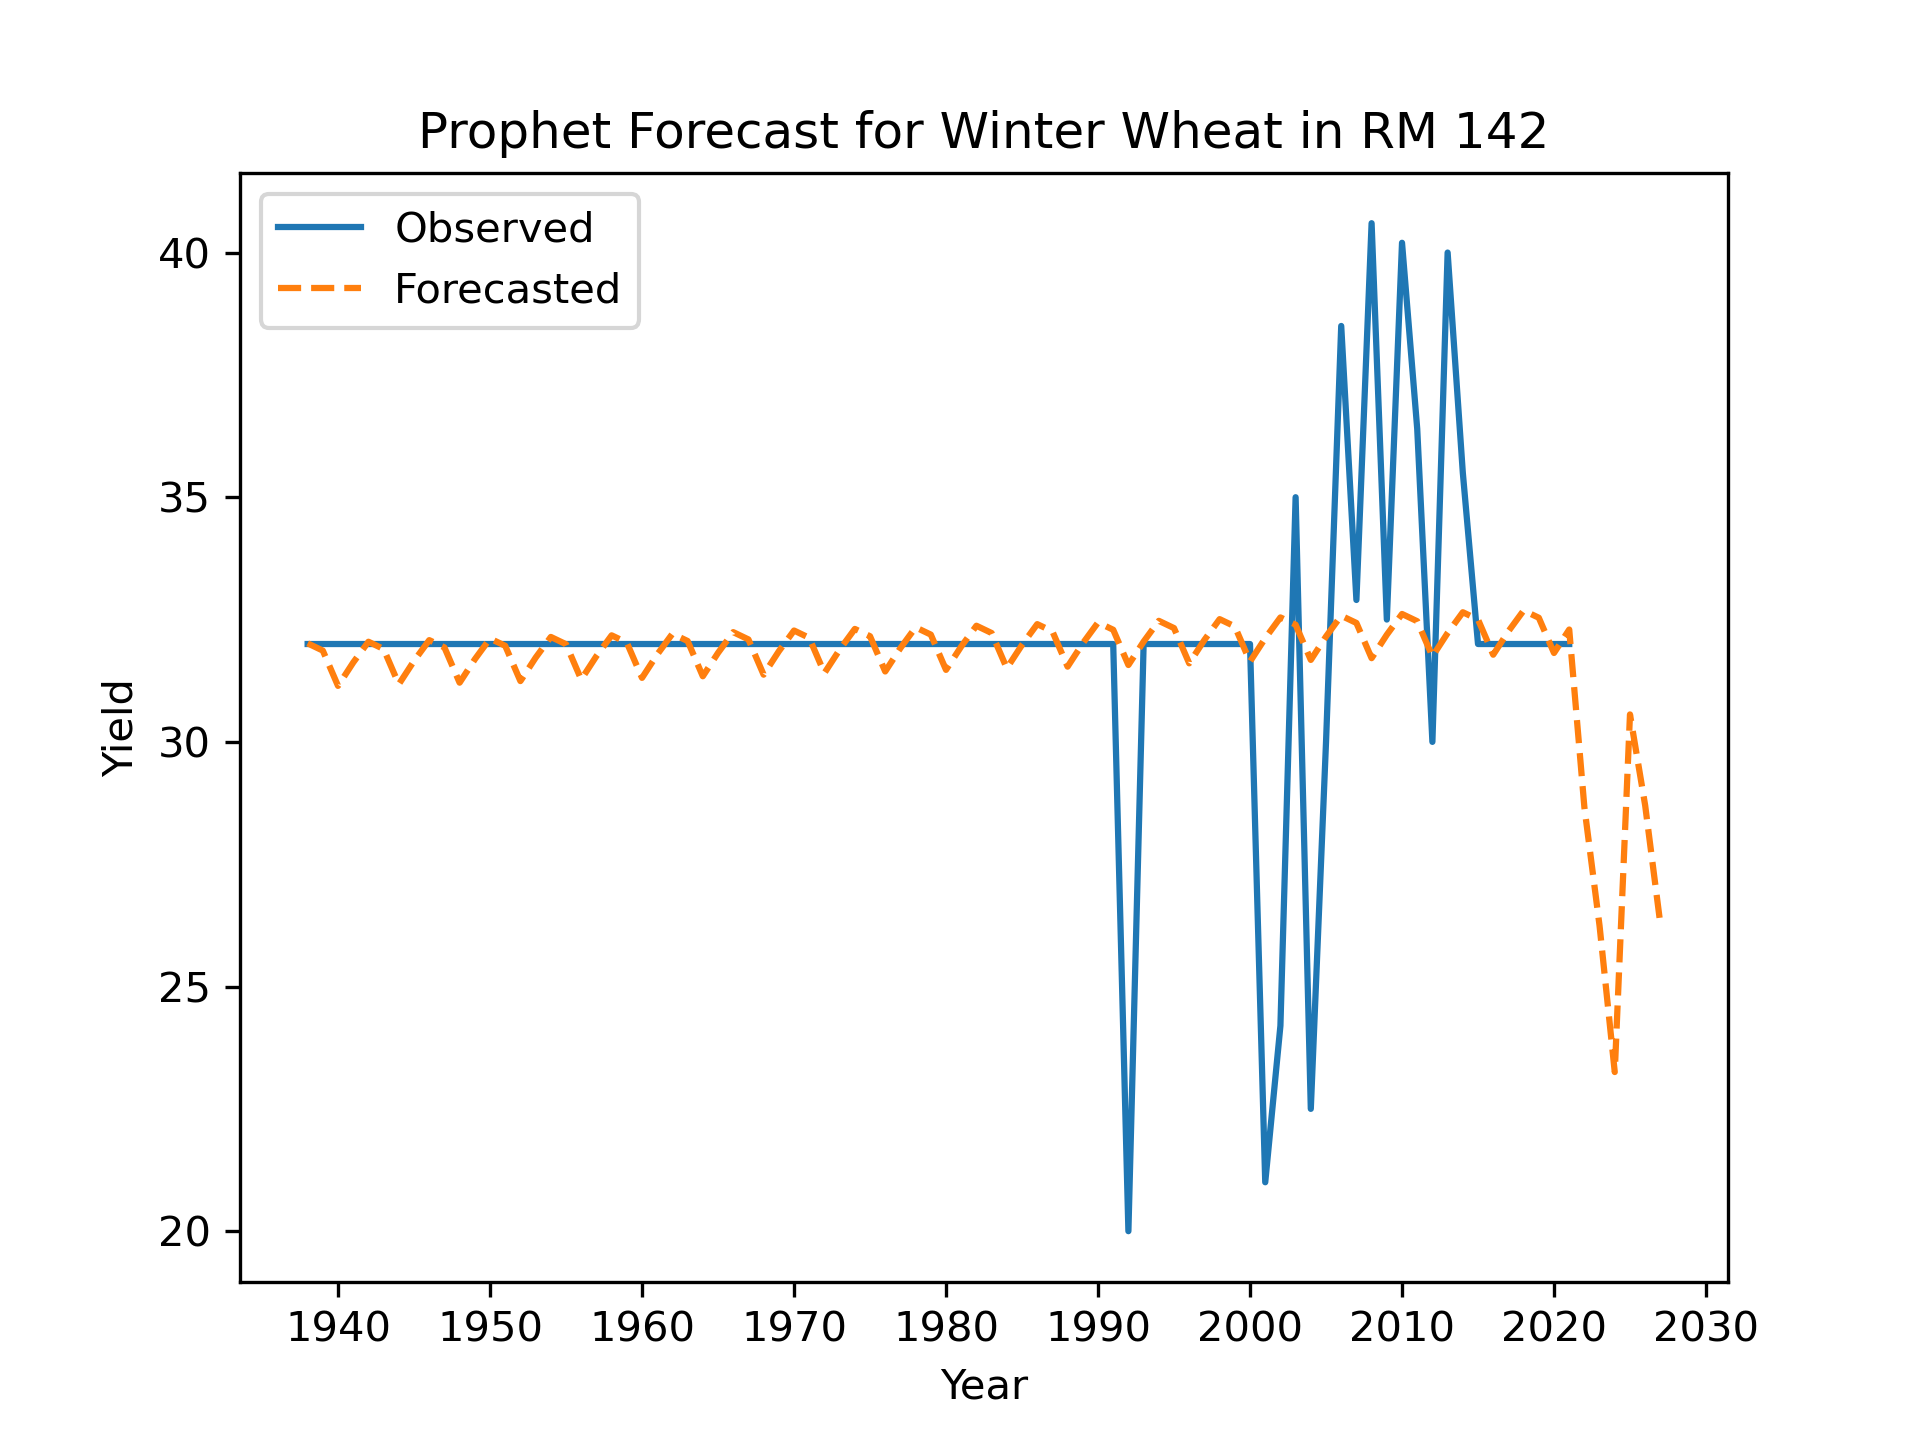 Prophet Forecast for Winter Wheat in RM 142
Observed
Forecasted
40
35
30
25
20
Yield
1940 1950 1960 1970 1980 1990 2000 2010 2020 2030
Year